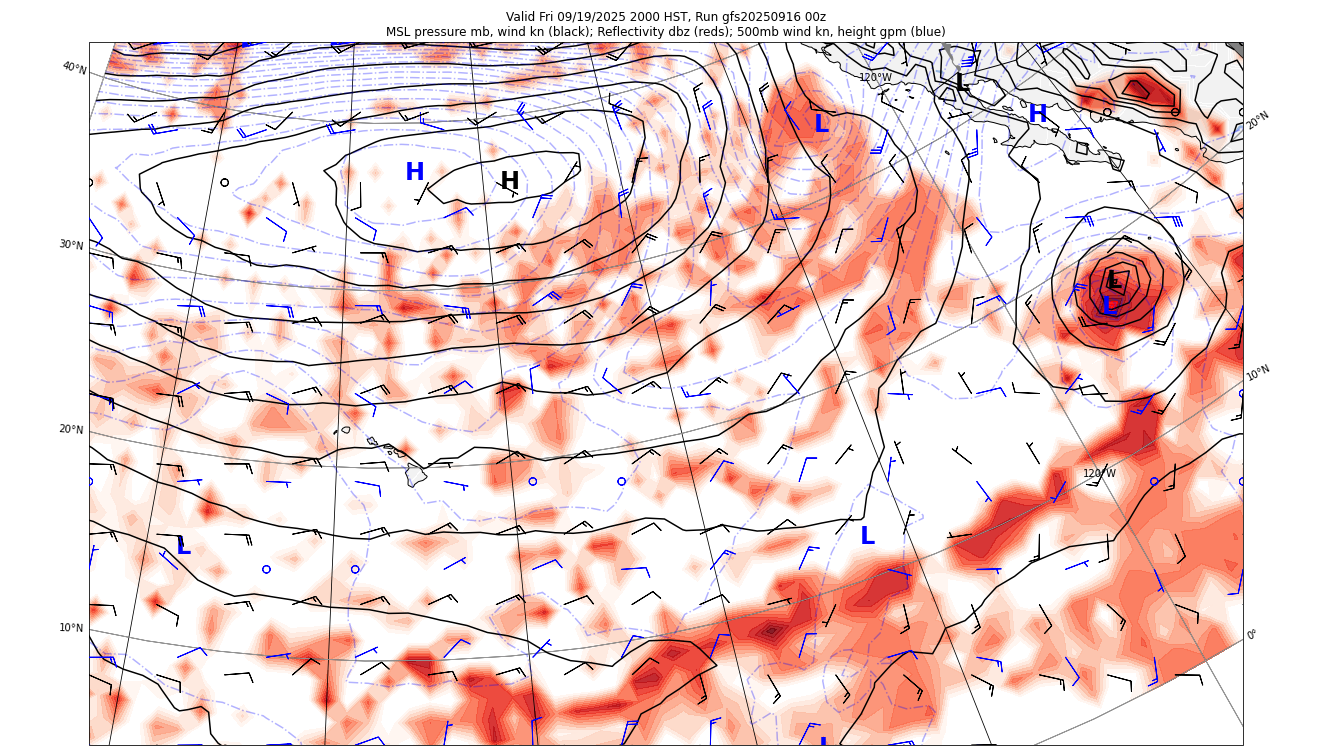 Valid Fri 09/19/2025 2000 HST, Run gfs20250916 00z
MSL pressure mb, wind kn (black); Reflectivity dbz (reds); 500mb wind kn, height gpm (blue)
40°N
120°W
L
L
H
20°N
H
H
30°N
L
L
10°N
20°N
120°W
L
L
10°N
0°
L